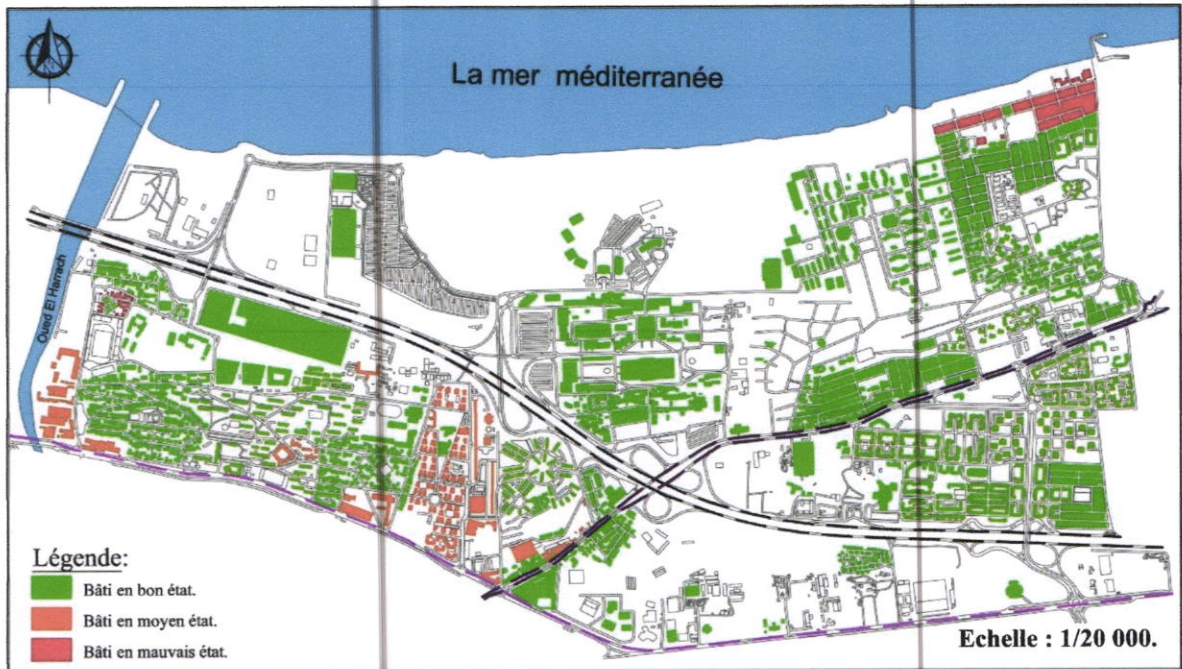 La mer méditerranée
N
Oued El Harrach
Légende:
Bâti en bon état.
Bâti en moyen état.
Bâti en mauvais état.
Echelle : 1/20 000.